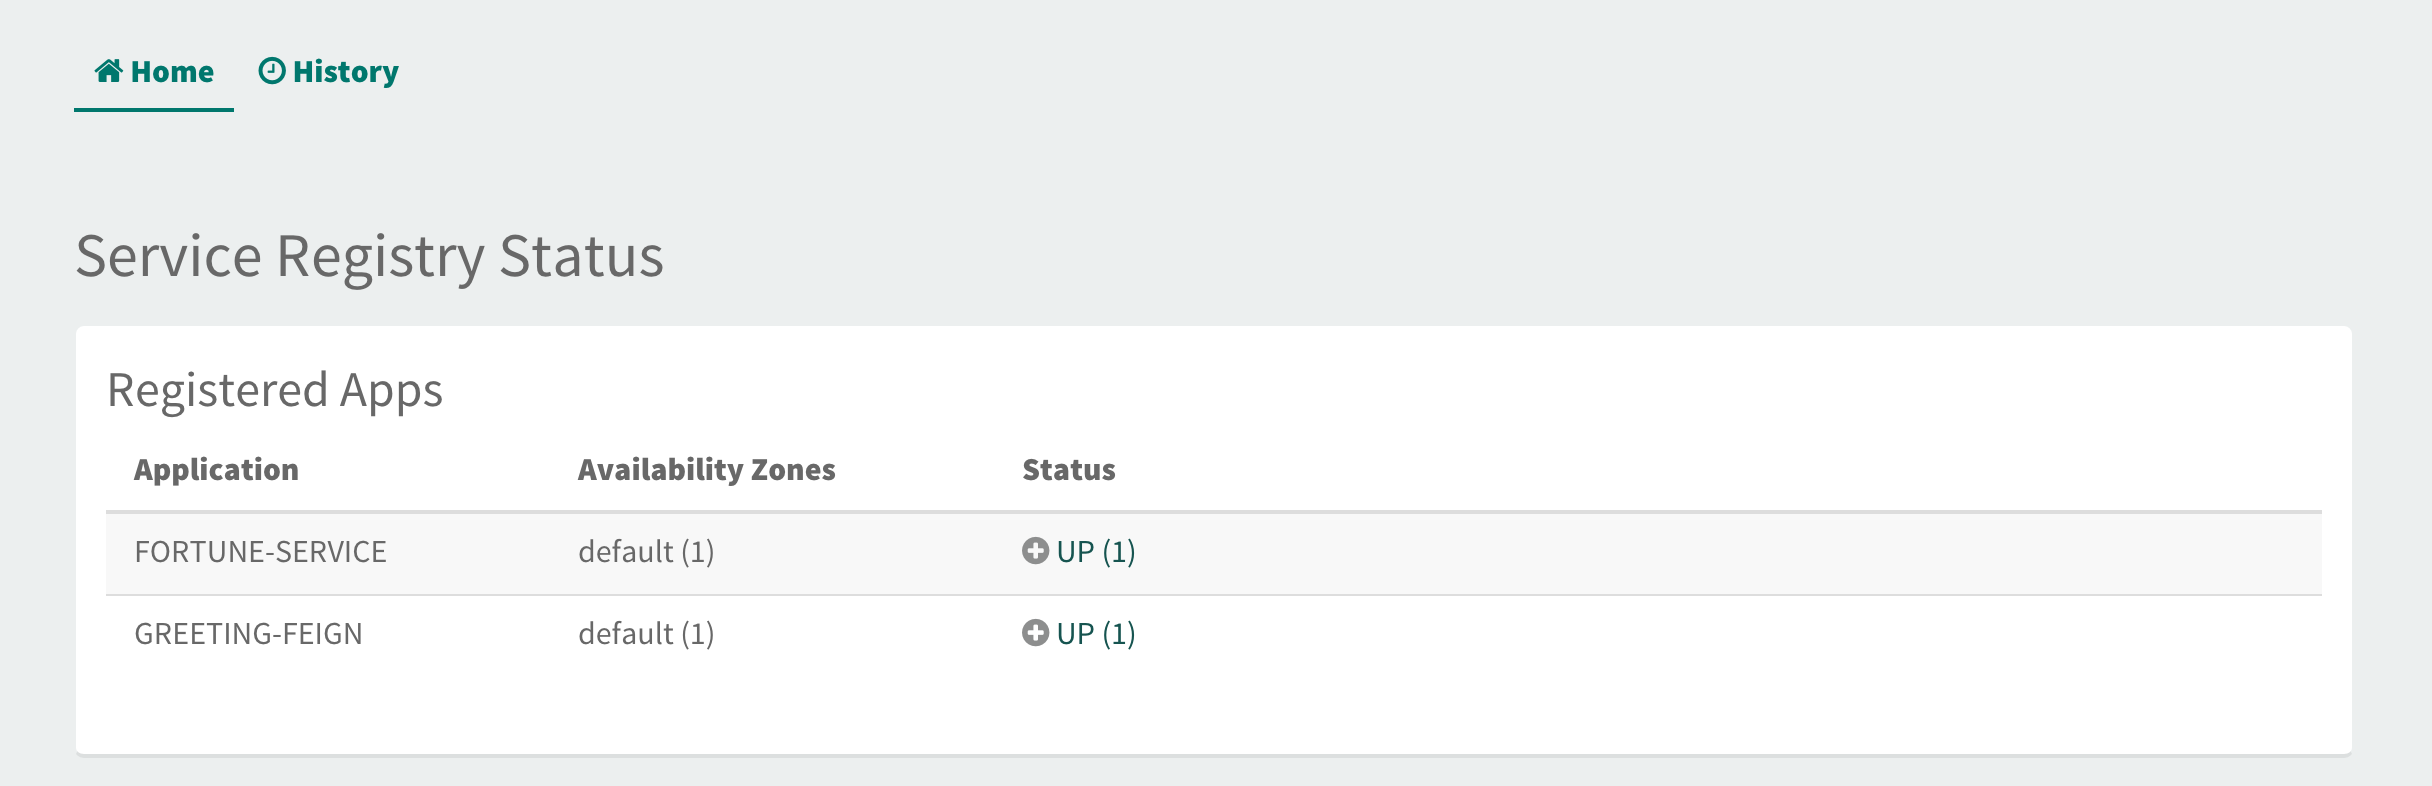 Home History
Service Registry Status
Registered Apps
Application Availability Zones Status
FORTUNE-SERVICE default (1) UP (1)
GREETING-FEIGN default (1) UP (1)